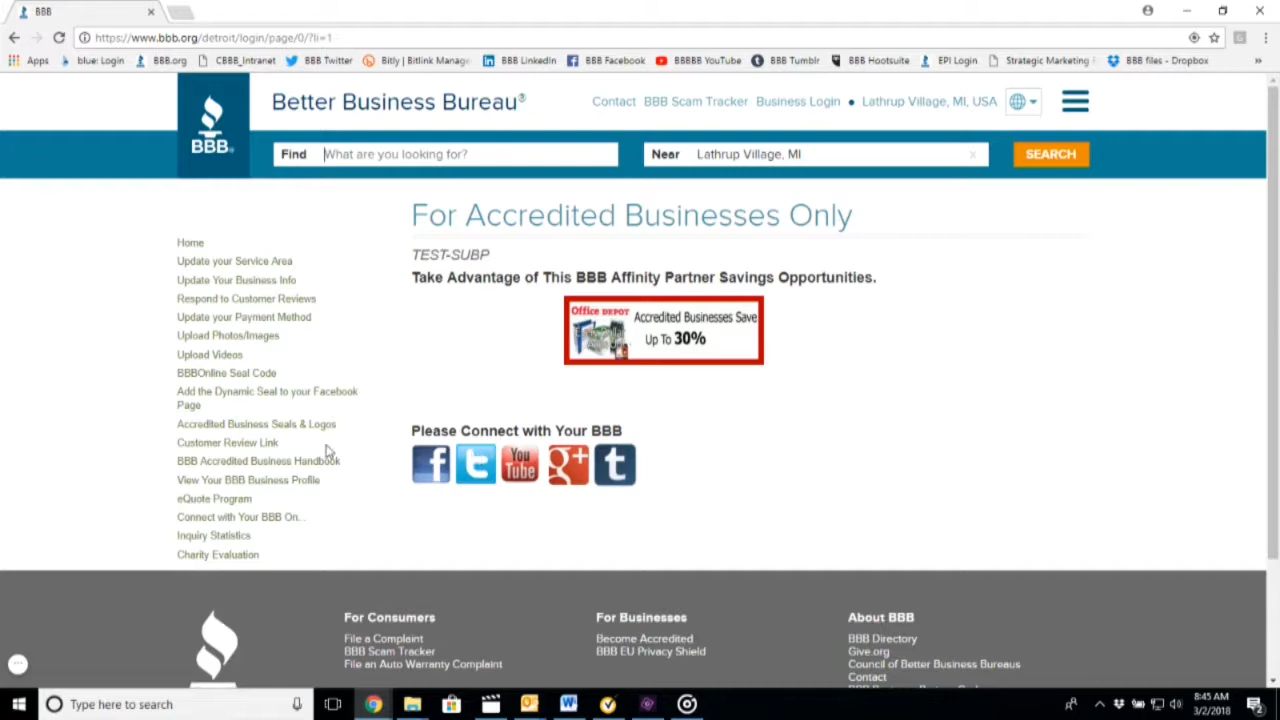 BBB
https://www.bbb.org/detroit/login/page/0/?li=1
Apps blue: Login BBB.org CBBB_Intranet BBB Twitter Bitly | Bitlink Manage BBB LinkedIn BBB Facebook BBBBB YouTube BBB Tumblr BBB Hootsuite EPI Login Strategic Marketing BBB files - Dropbox »
BBB®
Better Business Bureau®
Contact BBB Scam Tracker Business Login • Lathrup Village, MI, USA
Find What are you looking for? Near Lathrup Village, MI x SEARCH
For Accredited Businesses Only
TEST-SUBP
Take Advantage of This BBB Affinity Partner Savings Opportunities.
Office DEPOT Accredited Businesses Save
Up To 30%
Please Connect with Your BBB
f t You Tube g+ t
Home
Update your Service Area
Update Your Business Info
Respond to Customer Reviews
Update your Payment Method
Upload Photos/Images
Upload Videos
BBBOnline Seal Code
Add the Dynamic Seal to your Facebook
Page
Accredited Business Seals & Logos
Customer Review Link
BBB Accredited Business Handbook
View Your BBB Business Profile
eQuote Program
Connect with Your BBB On...
Inquiry Statistics
Charity Evaluation
For Consumers
File a Complaint
BBB Scam Tracker
File an Auto Warranty Complaint
For Businesses
Become Accredited
BBB EU Privacy Shield
About BBB
BBB Directory
Give.org
Council of Better Business Bureaus
Contact
Type here to search
8:45 AM
3/2/2018
2